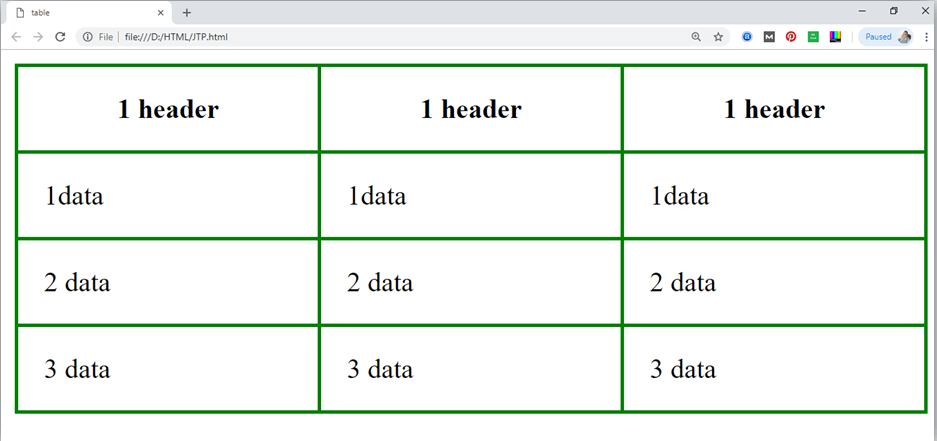 table
File file:///D:/HTML/JTP.html Paused
1 header 1 header 1 header
1data 1data 1data
2 data 2 data 2 data
3 data 3 data 3 data